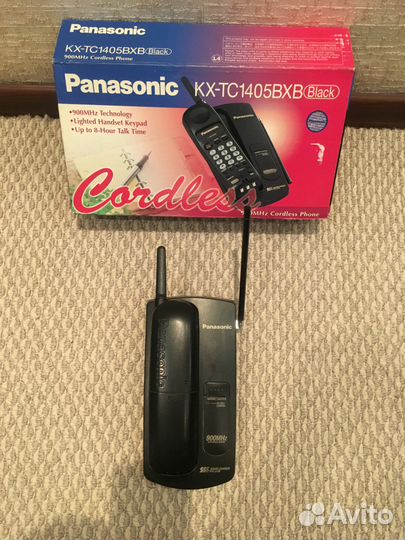 Panasonic
KX-TC1405BXB Black
900MHz Cordless Phone
L4
Panasonic KX-TC1405BXB Black
•900MHz Technology
•Lighted Handset Keypad
•Up to 8-Hour Talk Time
Cordless
900MHz Cordless Phone
Panasonic
900MHz
Avito